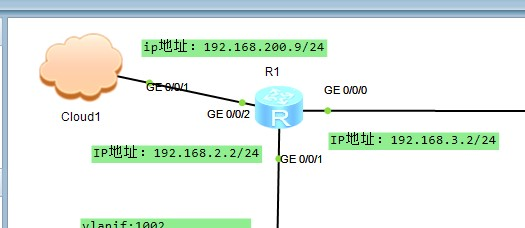 ip地址: 192.168.200.9/24
R1
GE 0/0/1
GE 0/0/0
Cloud1
GE 0/0/2
R
IP地址: 192.168.3.2/24
IP地址: 192.168.2.2/24
GE 0/0/1
vlanif:1002